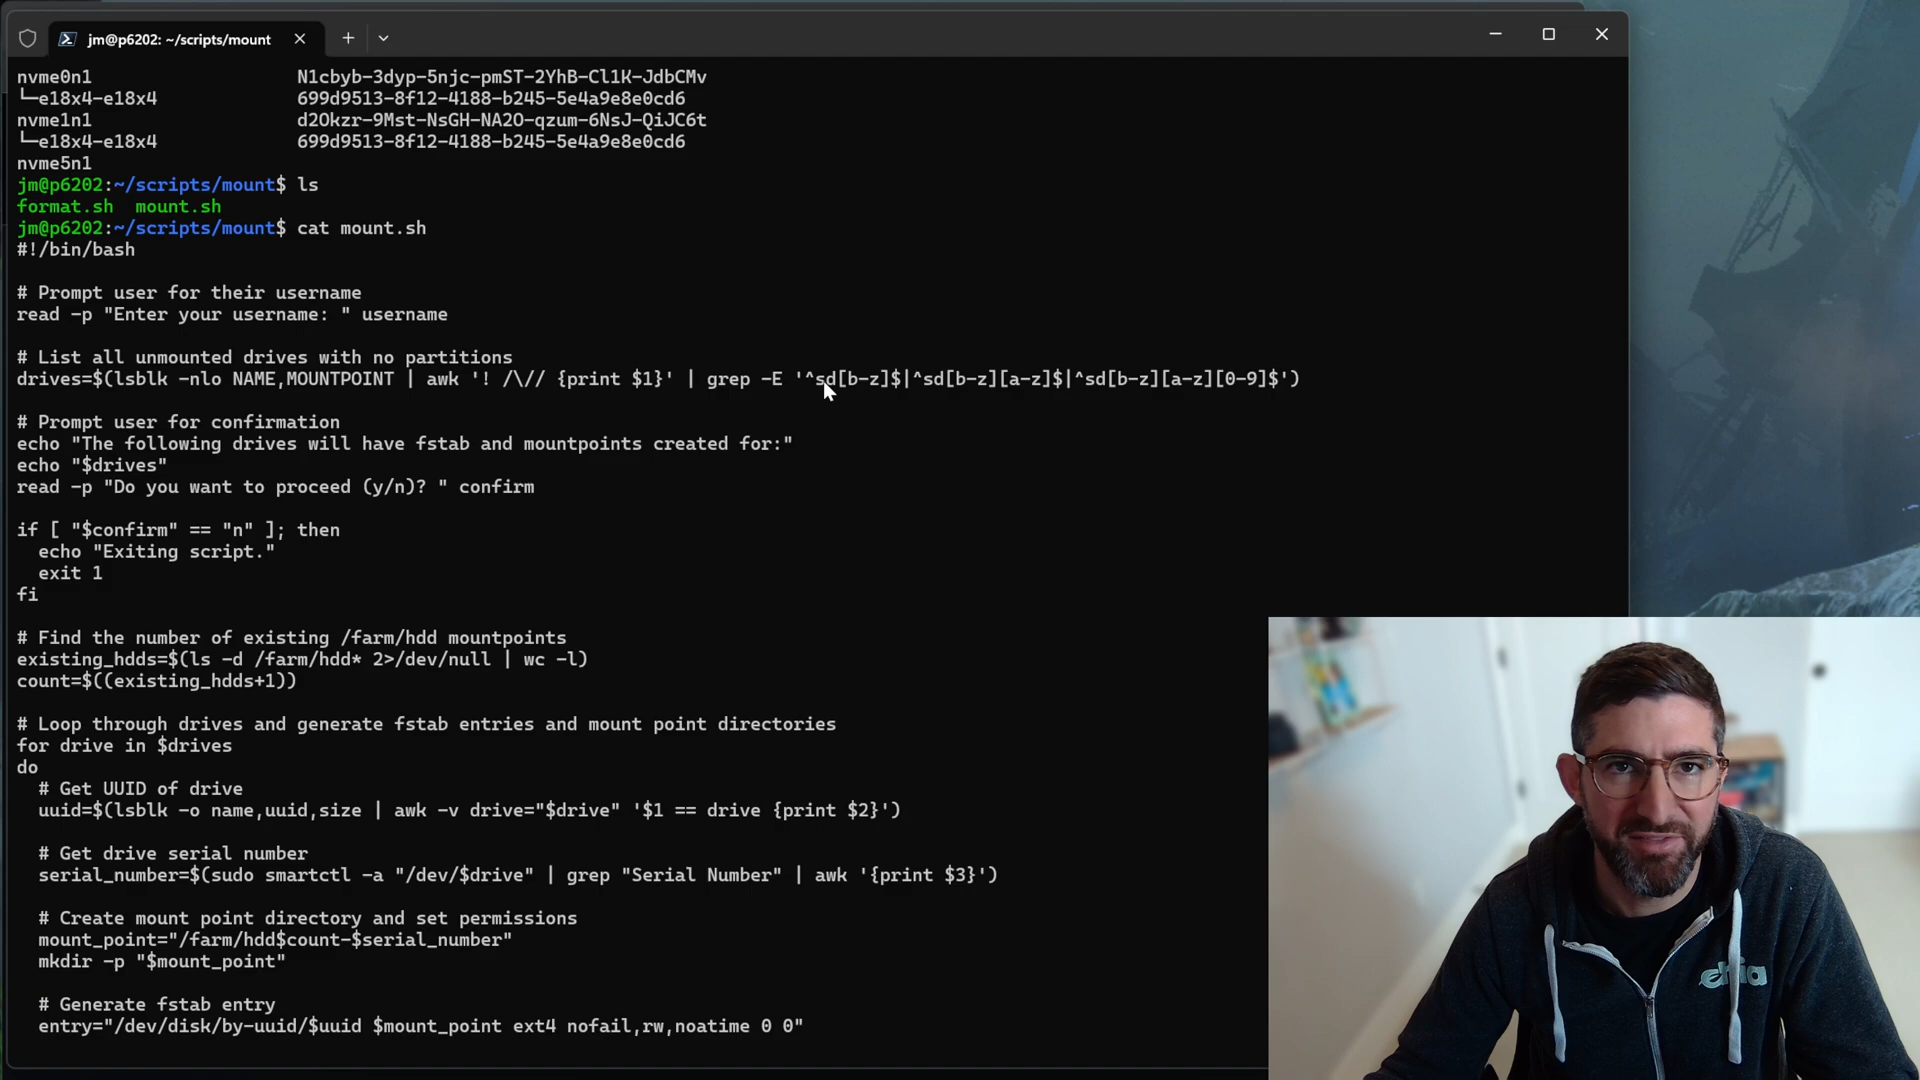 jm@p6202: ~/scripts/mount
nvme0n1 N1cbyb-3dyp-5njc-pmST-2YhB-Cl1K-JdbCMv
└─e18x4-e18x4 699d9513-8f12-4188-b245-5e4a9e8e0cd6
nvme1n1 d2Okzr-9Mst-NsGH-NA2O-qzum-6NsJ-QiJC6t
└─e18x4-e18x4 699d9513-8f12-4188-b245-5e4a9e8e0cd6
nvme5n1
jm@p6202:~/scripts/mount$ ls
format.sh  mount.sh
jm@p6202:~/scripts/mount$ cat mount.sh
#!/bin/bash
# Prompt user for their username
read -p "Enter your username: " username
# List all unmounted drives with no partitions
drives=$(lsblk -nlo NAME,MOUNTPOINT | awk '! /\// {print $1}' | grep -E '^sd[b-z]$|^sd[b-z][a-z]$|^sd[b-z][a-z][0-9]$')
# Prompt user for confirmation
echo "The following drives will have fstab and mountpoints created for:"
echo "$drives"
read -p "Do you want to proceed (y/n)? " confirm
if [ "$confirm" == "n" ]; then
  echo "Exiting script."
  exit 1
fi
# Find the number of existing /farm/hdd mountpoints
existing_hdds=$(ls -d /farm/hdd* 2>/dev/null | wc -l)
count=$((existing_hdds+1))
# Loop through drives and generate fstab entries and mount point directories
for drive in $drives
do
  # Get UUID of drive
  uuid=$(lsblk -o name,uuid,size | awk -v drive="$drive" '$1 == drive {print $2}')
  # Get drive serial number
  serial_number=$(sudo smartctl -a "/dev/$drive" | grep "Serial Number" | awk '{print $3}')
  # Create mount point directory and set permissions
  mount_point="/farm/hdd$count-$serial_number"
  mkdir -p "$mount_point"
  # Generate fstab entry
  entry="/dev/disk/by-uuid/$uuid $mount_point ext4 nofail,rw,noatime 0 0"
chia